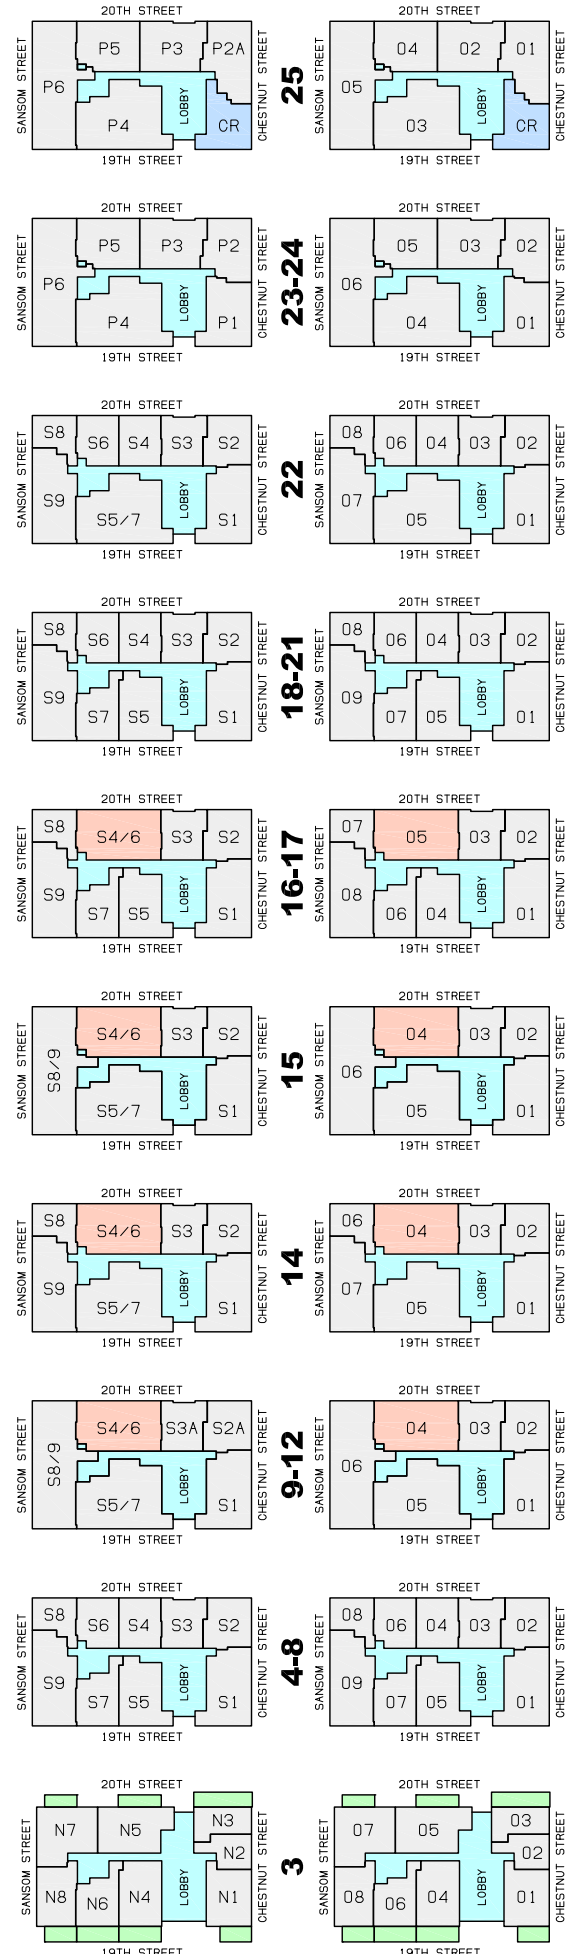 20TH STREET 20TH STREET
P5 P3 P2A 04 02 01
SANSOM STREET P6 CHESTNUT STREET 25 SANSOM STREET 05 CHESTNUT STREET
P4 LOBBY CR 03 LOBBY CR
19TH STREET 19TH STREET
20TH STREET 20TH STREET
P5 P3 P2 05 03 02
SANSOM STREET P6 CHESTNUT STREET 23-24 SANSOM STREET 06 CHESTNUT STREET
P4 LOBBY P1 04 LOBBY 01
19TH STREET 19TH STREET
20TH STREET 20TH STREET
S8 S6 S4 S3 S2 08 06 04 03 02
SANSOM STREET CHESTNUT STREET 22 SANSOM STREET CHESTNUT STREET
S9 S5/7 LOBBY S1 07 05 LOBBY 01
19TH STREET 19TH STREET
20TH STREET 20TH STREET
S8 S6 S4 S3 S2 08 06 04 03 02
SANSOM STREET CHESTNUT STREET 18-21 SANSOM STREET CHESTNUT STREET
S9 S7 S5 LOBBY S1 09 07 05 LOBBY 01
19TH STREET 19TH STREET
20TH STREET 20TH STREET
S8 S4/6 S3 S2 07 05 03 02
SANSOM STREET CHESTNUT STREET 16-17 SANSOM STREET CHESTNUT STREET
S9 S7 S5 LOBBY S1 08 06 04 LOBBY 01
19TH STREET 19TH STREET
20TH STREET 20TH STREET
S4/6 S3 S2 04 03 02
SANSOM STREET S8/9 CHESTNUT STREET 15 SANSOM STREET 06 CHESTNUT STREET
S5/7 LOBBY S1 05 LOBBY 01
19TH STREET 19TH STREET
20TH STREET 20TH STREET
S8 S4/6 S3 S2 06 04 03 02
SANSOM STREET CHESTNUT STREET 14 SANSOM STREET CHESTNUT STREET
S9 S5/7 LOBBY S1 07 05 LOBBY 01
19TH STREET 19TH STREET
20TH STREET 20TH STREET
S4/6 S3A S2A 04 03 02
SANSOM STREET S8/9 CHESTNUT STREET 9-12 SANSOM STREET 06 CHESTNUT STREET
S5/7 LOBBY S1 05 LOBBY 01
19TH STREET 19TH STREET
20TH STREET 20TH STREET
S8 S6 S4 S3 S2 08 06 04 03 02
SANSOM STREET CHESTNUT STREET 4-8 SANSOM STREET CHESTNUT STREET
S9 S7 S5 LOBBY S1 09 07 05 LOBBY 01
19TH STREET 19TH STREET
20TH STREET 20TH STREET
N7 N5 N3 07 05 03
SANSOM STREET N2 CHESTNUT STREET 3 SANSOM STREET 02 CHESTNUT STREET
N8 N6 N4 LOBBY N1 08 06 04 LOBBY 01
19TH STREET 19TH STREET